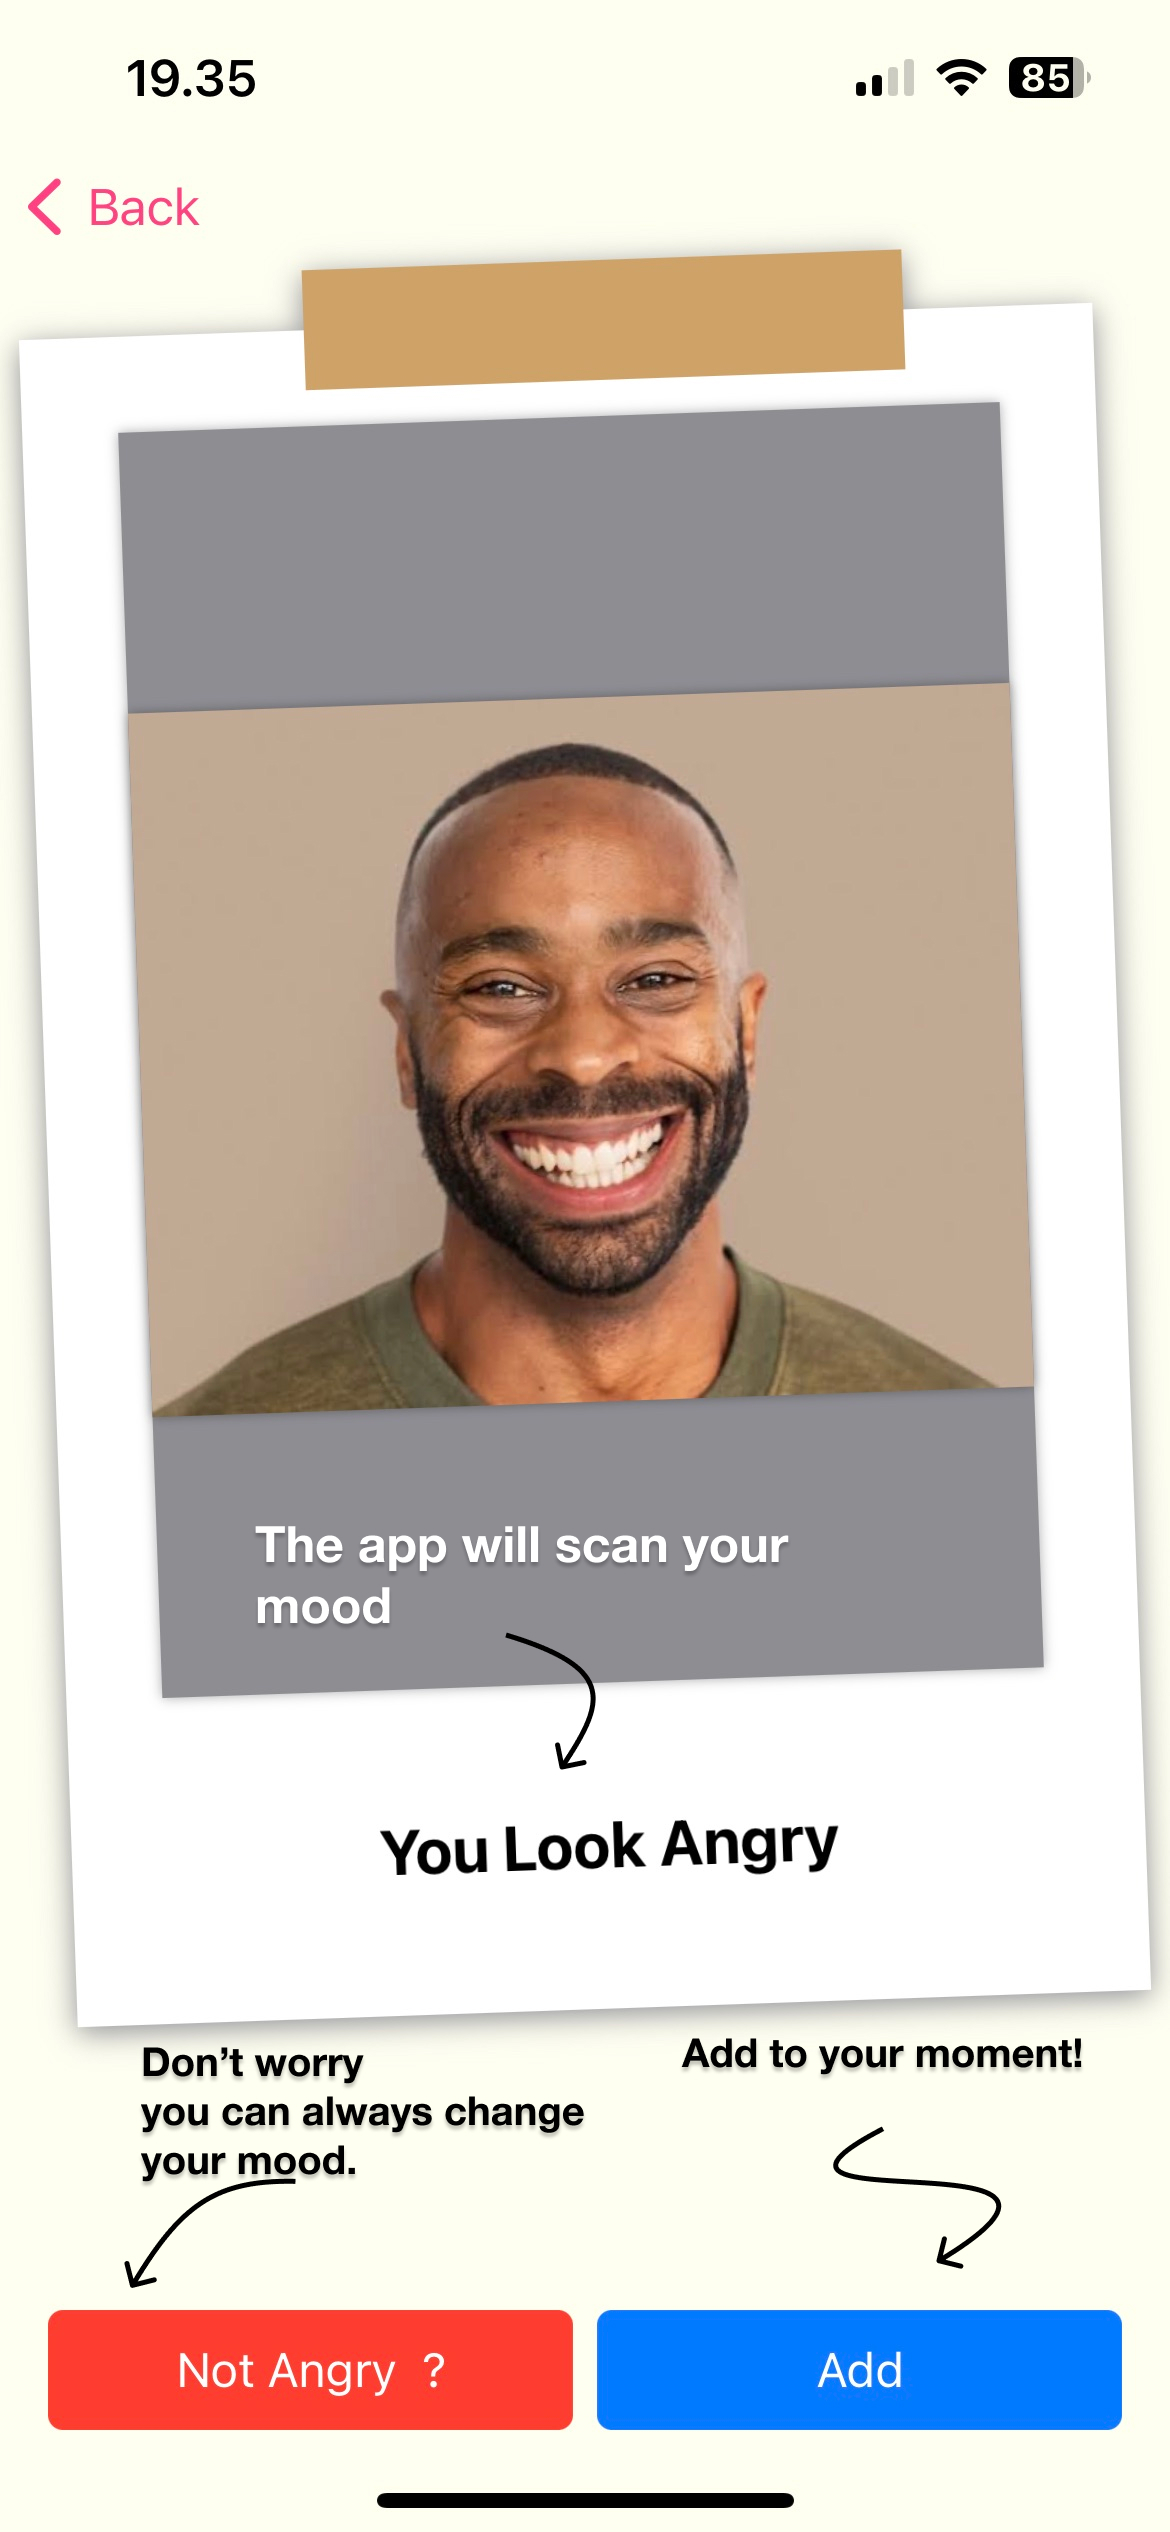 19.35
85
Back
The app will scan your
mood
You Look Angry
Don’t worry
you can always change
your mood.
Add to your moment!
Not Angry ?
Add